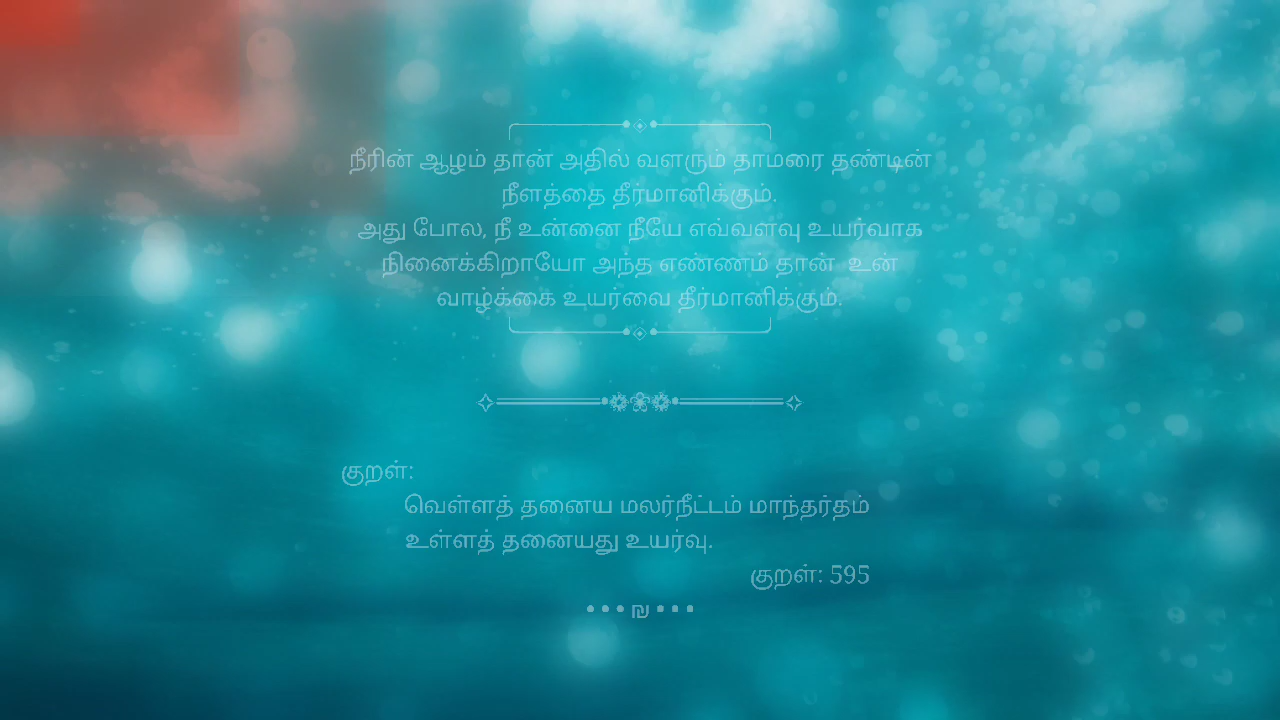 நீரின் ஆழம் தான் அதில் வளரும் தாமரை தண்டின்
நீளத்தை தீர்மானிக்கும்.
அது போல, நீ உன்னை நீயே எவ்வளவு உயர்வாக
நினைக்கிறாயோ அந்த எண்ணம் தான் உன்
வாழ்க்கை உயர்வை தீர்மானிக்கும்.
குறள்:
வெள்ளத் தனைய மலர்நீட்டம் மாந்தர்தம்
உள்ளத் தனையது உயர்வு.
குறள்: 595